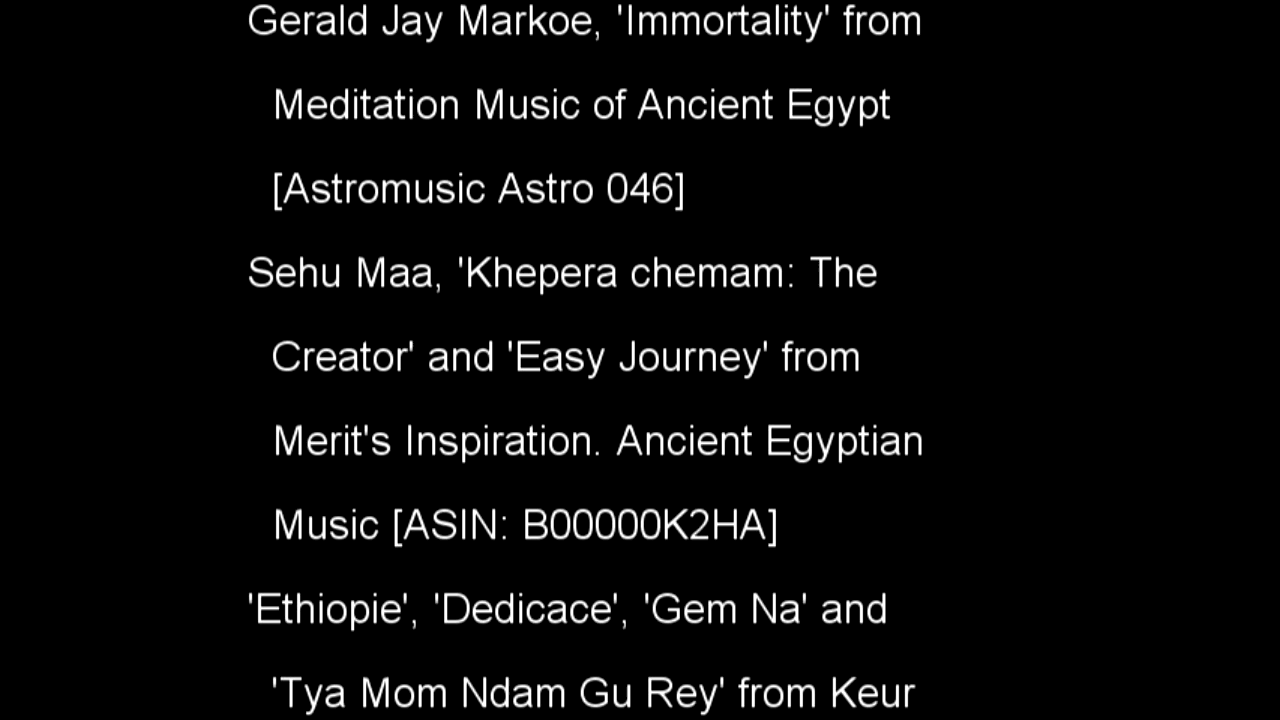 Gerald Jay Markoe, 'Immortality' from
Meditation Music of Ancient Egypt
[Astromusic Astro 046]
Sehu Maa, 'Khepera chemam: The
Creator' and 'Easy Journey' from
Merit's Inspiration. Ancient Egyptian
Music [ASIN: B00000K2HA]
'Ethiopie', 'Dedicace', 'Gem Na' and
'Tya Mom Ndam Gu Rey' from Keur